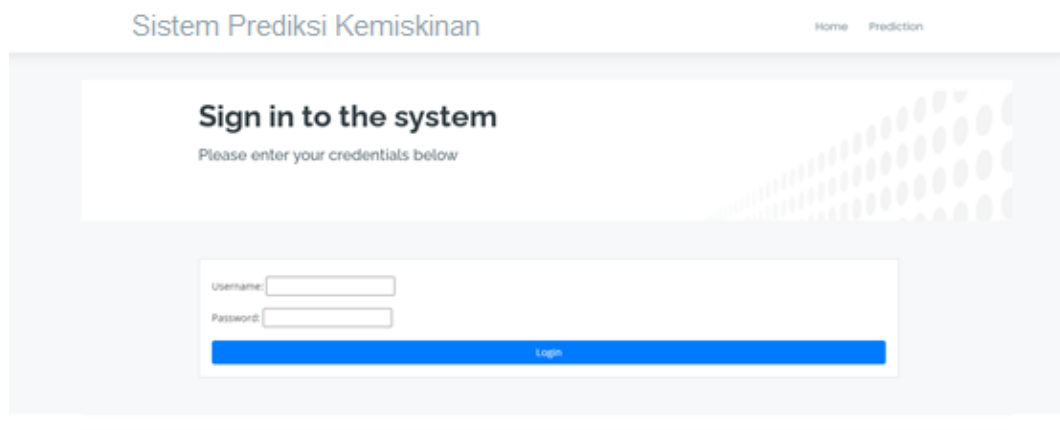 Sistem Prediksi Kemiskinan
Home Prediction
Sign in to the system
Please enter your credentials below
Username:
Password:
Login